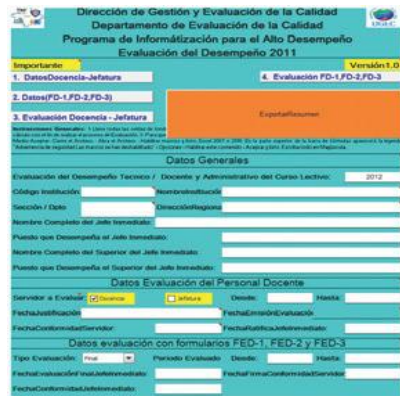 Dirección de Gestión y Evaluación de la Calidad
Departamento de Evaluación de la Calidad
Programa de Informatización para el Alto Desempeño
Evaluación del Desempeño 2011
Importante Versión1.0
1. DatosDocencia-Jefatura 4. Evaluación FD-1,FD-2,FD-3
2. Datos(FD-1,FD-2,FD-3)
3. Evaluación Docencia - Jefatura
ExportarResumen
Instrucciones Generales:
Datos Generales
Evaluación del Desempeño Técnico / Docente y Administrativo del Curso Lectivo: 2012
Código Institución: NombreInstitución
Sección / Dpto: DirecciónRegional
Nombre Completo del Jefe Inmediato:
Puesto que Desempeña el Jefe Inmediato:
Nombre Completo del Superior del Jefe Inmediato:
Puesto que Desempeña el Superior del Jefe Inmediato:
Datos Evaluación del Personal Docente
Servidor a Evaluar: Docencia Jefatura Desde: Hasta:
FechaJustificación FechaEmisiónEvaluación
FechaConformidadServidor: FechaRatificaJefeInmediato:
Datos evaluación con formularios FED-1, FED-2 y FED-3
Tipo Evaluación: Final Período Evaluado Desde: Hasta:
FechaEvaluaciónFinalJefeInmediato: FechaFirmaConformidadServidor:
FechaConformidadJefeInmediato: